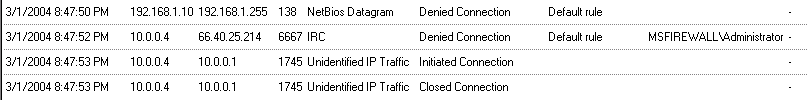 3/1/2004 8:47:50 PM 192.168.1.10 192.168.1.255 138 NetBios Datagram Denied Connection Default rule -
3/1/2004 8:47:52 PM 10.0.0.4 66.40.25.214 6667 IRC Denied Connection Default rule MSFIREWALL\Administrator -
3/1/2004 8:47:53 PM 10.0.0.4 10.0.0.1 1745 Unidentified IP Traffic Initiated Connection -
3/1/2004 8:47:53 PM 10.0.0.4 10.0.0.1 1745 Unidentified IP Traffic Closed Connection -